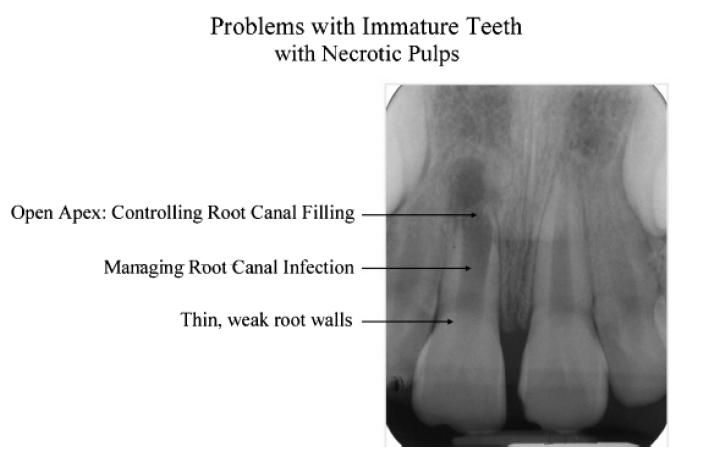 Problems with Immature Teeth
with Necrotic Pulps
Open Apex: Controlling Root Canal Filling
Managing Root Canal Infection
Thin, weak root walls